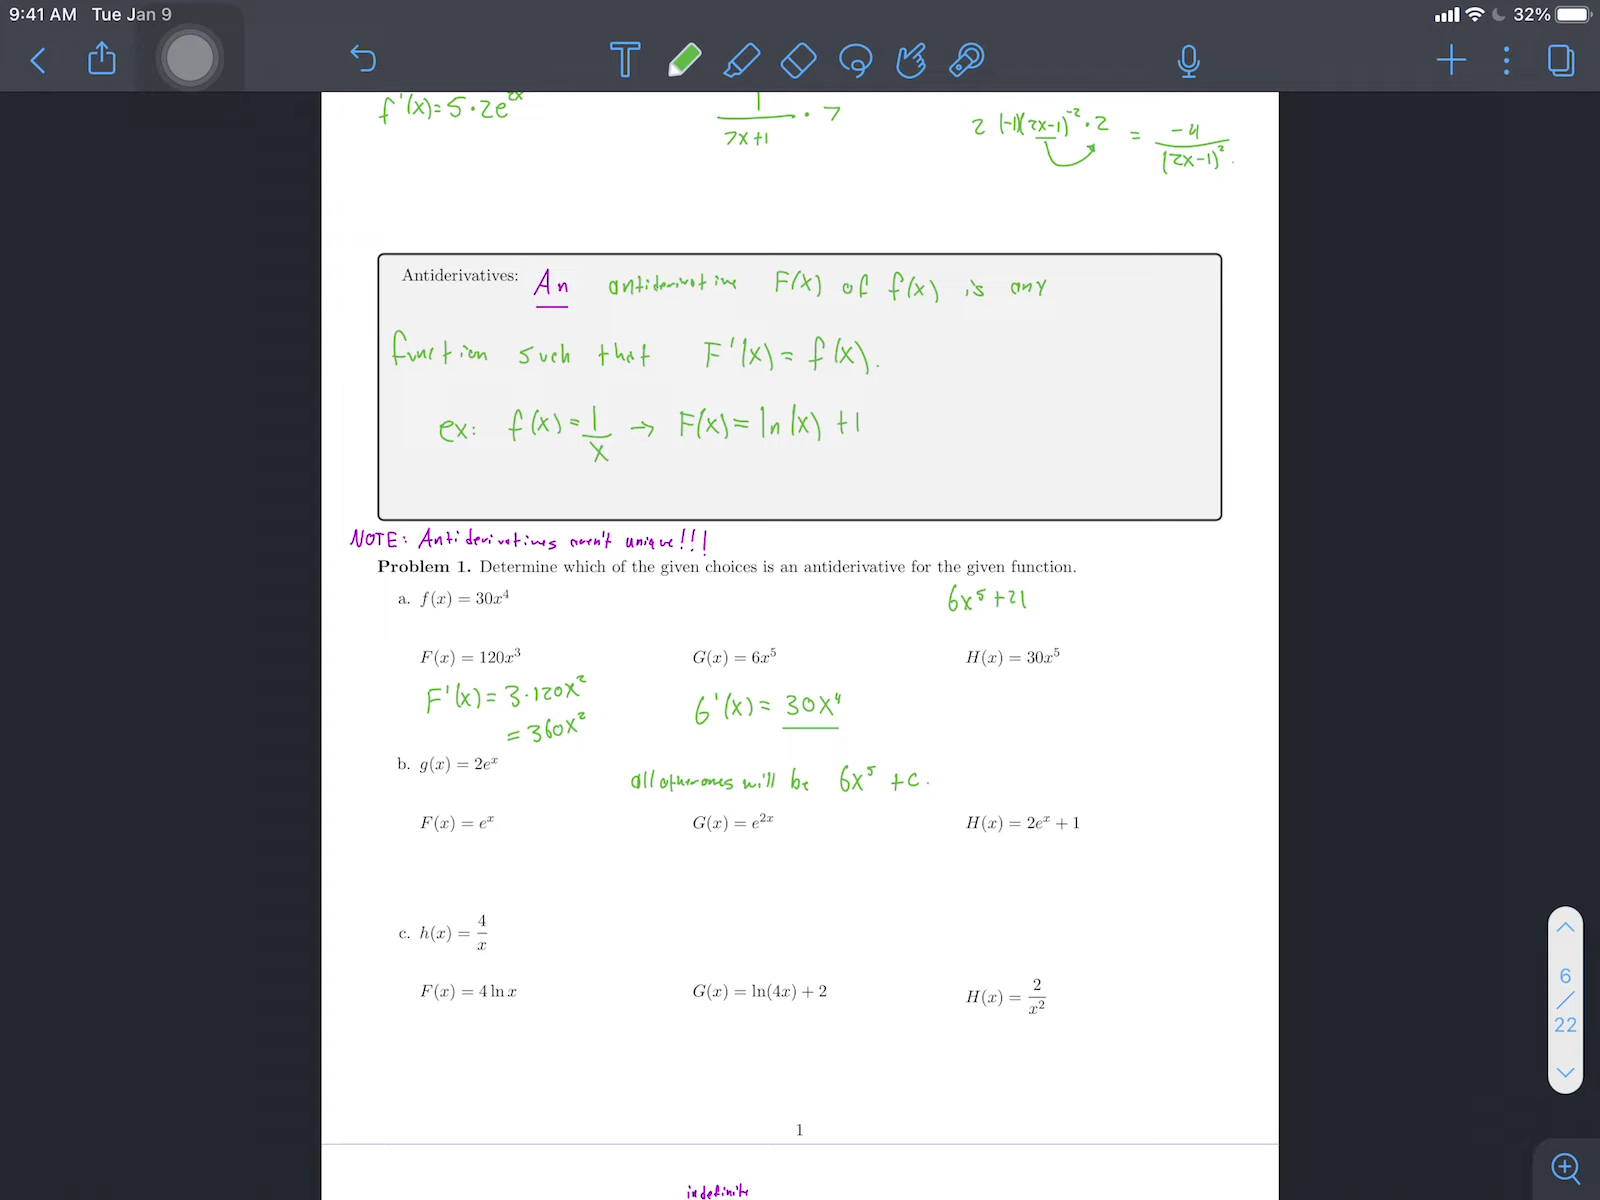 9:41 AM Tue Jan 9 32%
f'(x)=5·2e^{2x}
1/(7x+1) · 7
2 (-1)(2x-1)^{-2}·2 = -4/(2x-1)^2.
Antiderivatives: An antiderivative F(x) of f(x) is any
function such that F'(x)=f(x).
ex: f(x)=1/x → F(x)=ln(x)+1
NOTE: Antiderivatives aren't unique!!!
Problem 1. Determine which of the given choices is an antiderivative for the given function.
a. f(x) = 30x^4 6x^5+21
F(x) = 120x^3 G(x) = 6x^5 H(x) = 30x^5
F'(x)=3·120x^2 G'(x)=30x^4
=360x^2
b. g(x) = 2e^x
all other ones will be 6x^5 +c.
F(x) = e^x G(x) = e^{2x} H(x) = 2e^x + 1
c. h(x) = 4/x
F(x) = 4 ln x G(x) = ln(4x) + 2 H(x) = 2/x^2
1
indefinite
6
/
22